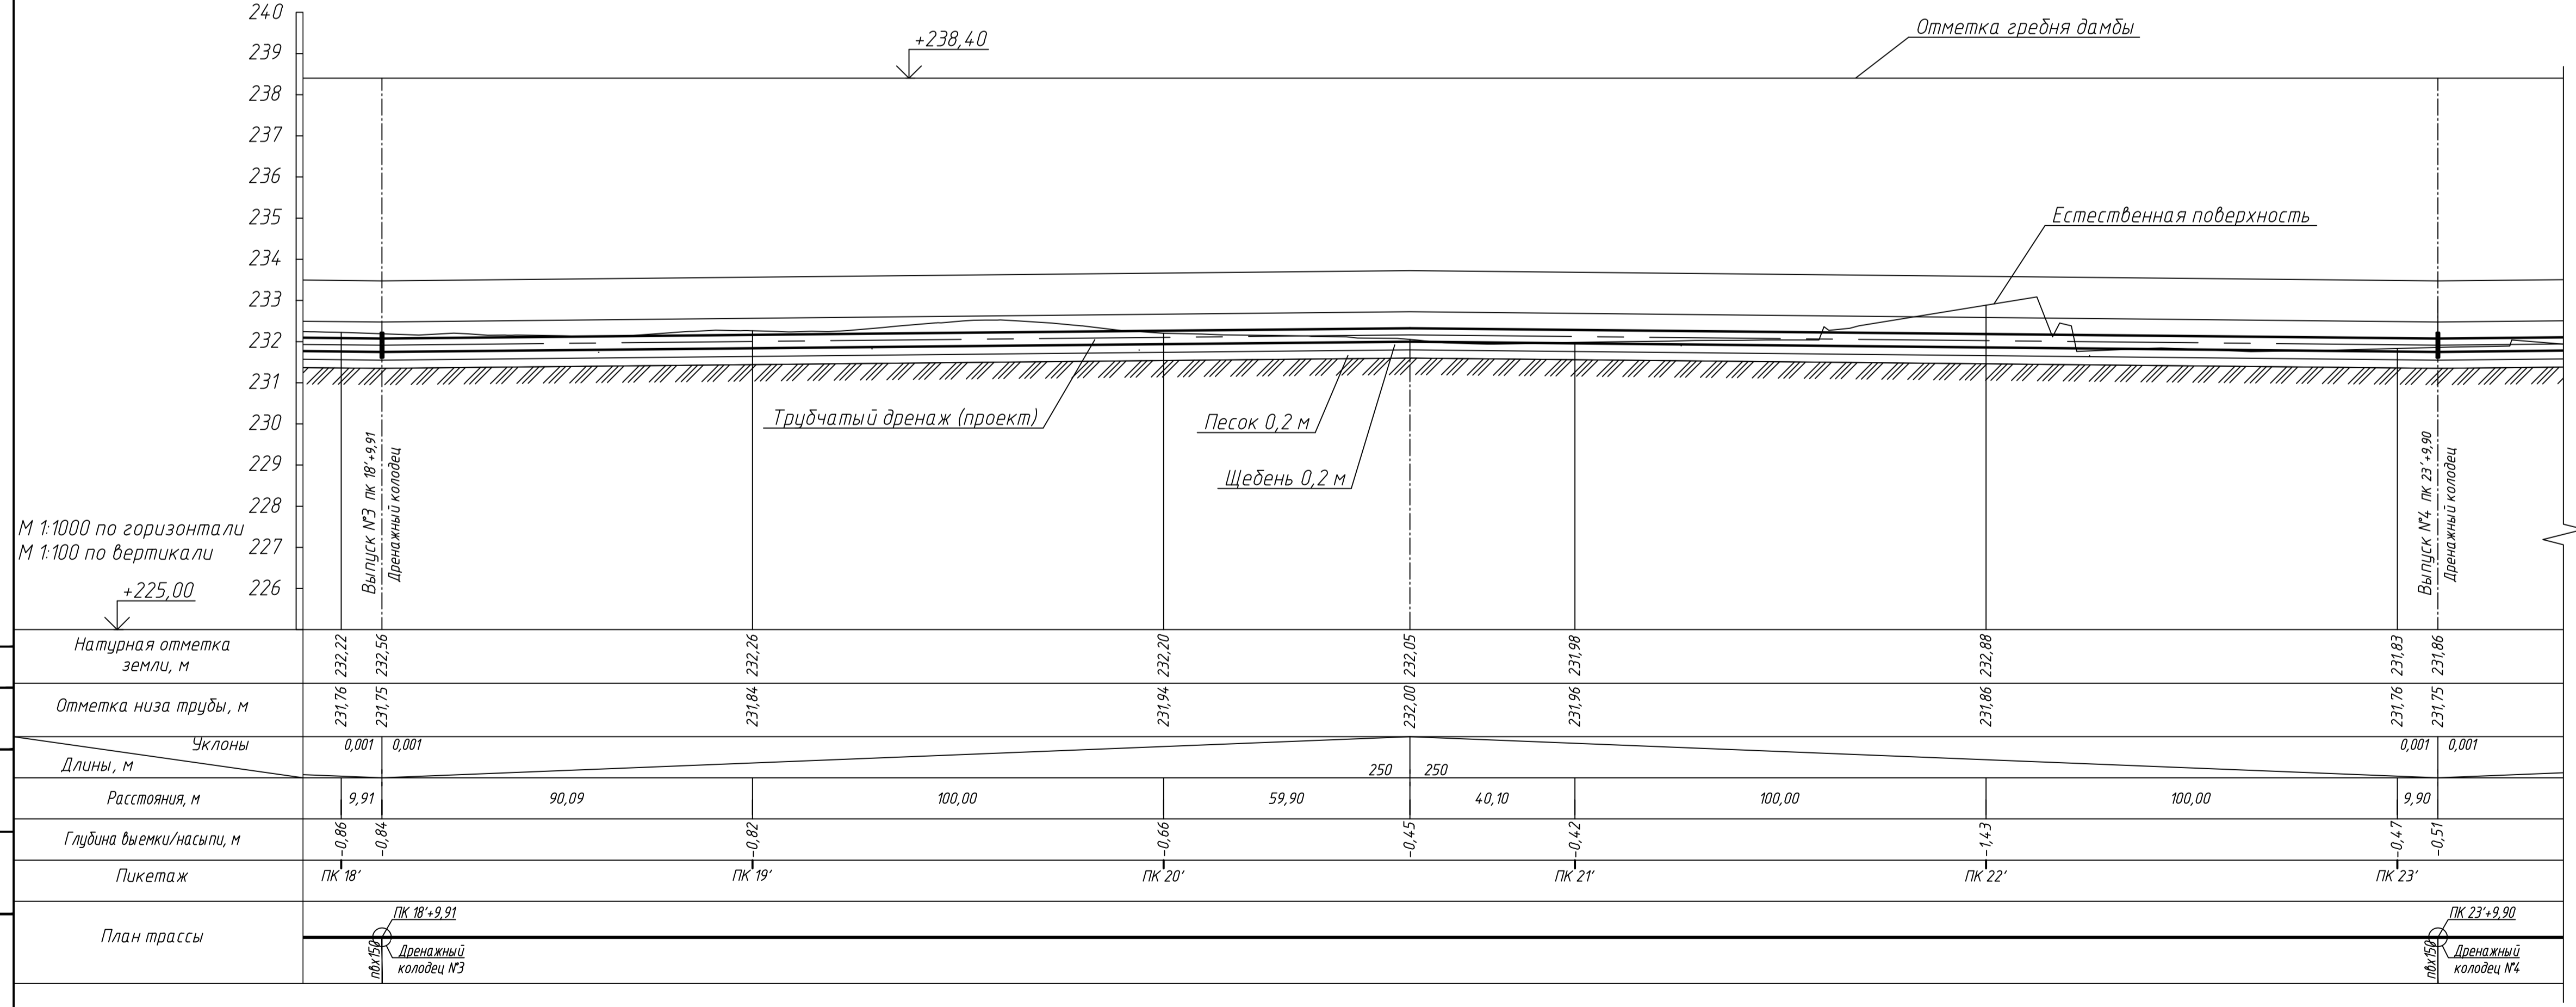 240
239
238
237
236
235
234
233
232
231
230
229
228
227
226
+238,40
Отметка гребня дамбы
Естественная поверхность
Трубчатый дренаж (проект)
Песок 0,2 м
Щебень 0,2 м
Выпуск №3 пк 18'+9,91
Дренажный колодец
Выпуск №4 пк 23'+9,90
Дренажный колодец
М 1:1000 по горизонтали
М 1:100 по вертикали
+225,00
Натурная отметка
земли, м
232,22 232,56 232,26 232,20 232,05 231,98 232,88 231,83 231,86
Отметка низа трубы, м
231,76 231,75 231,84 231,94 232,00 231,96 231,86 231,76 231,75
Уклоны
0,001 0,001 0,001 0,001
Длины, м
250 250
Расстояния, м
9,91 90,09 100,00 59,90 40,10 100,00 100,00 9,90
Глубина выемки/насыпи, м
-0,86 -0,84 -0,82 -0,66 -0,45 -0,42 -1,43 -0,47 -0,51
Пикетаж
ПК 18' ПК 19' ПК 20' ПК 21' ПК 22' ПК 23'
План трассы
ПК 18'+9,91
Дренажный
колодец №3
пвх150
ПК 23'+9,90
Дренажный
колодец №4
пвх150